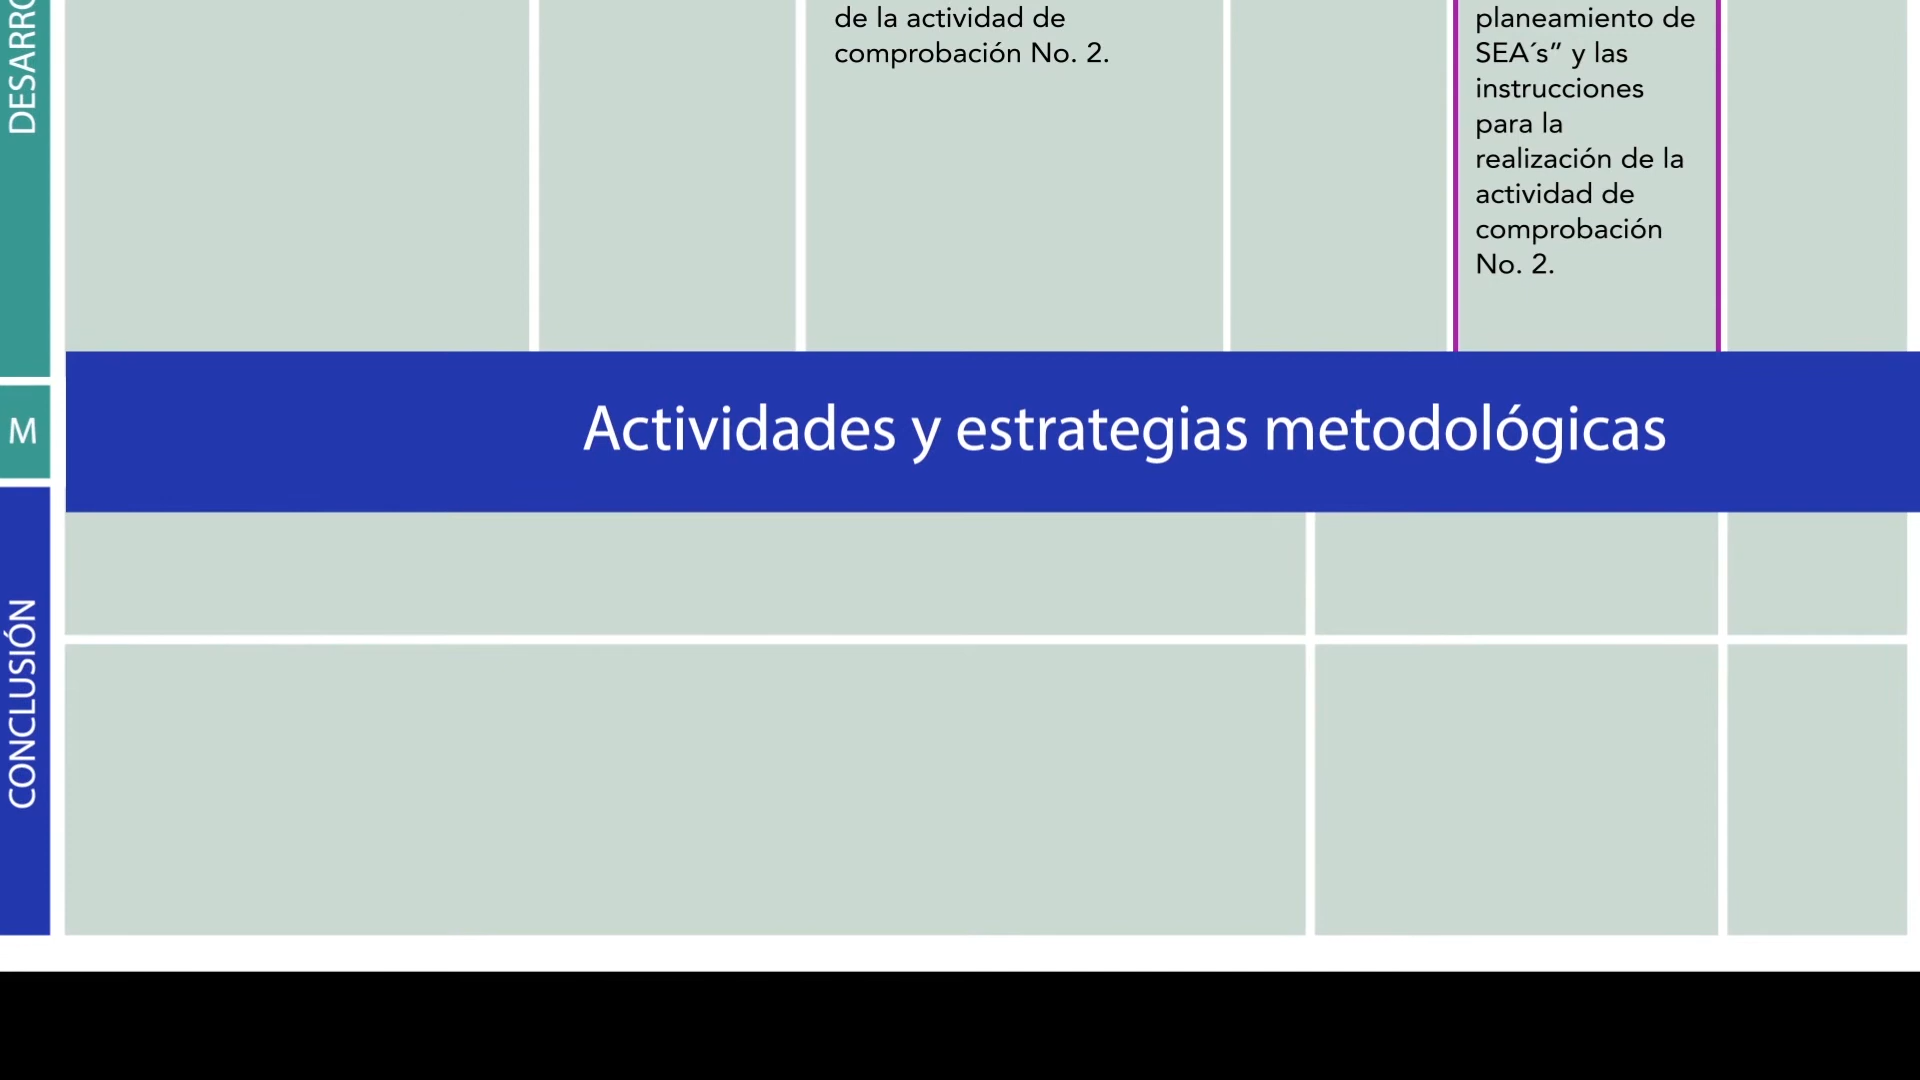 DESARRO
de la actividad de
comprobación No. 2.
planeamiento de
SEA´s” y las
instrucciones
para la
realización de la
actividad de
comprobación
No. 2.
M
Actividades y estrategias metodológicas
CONCLUSIÓN